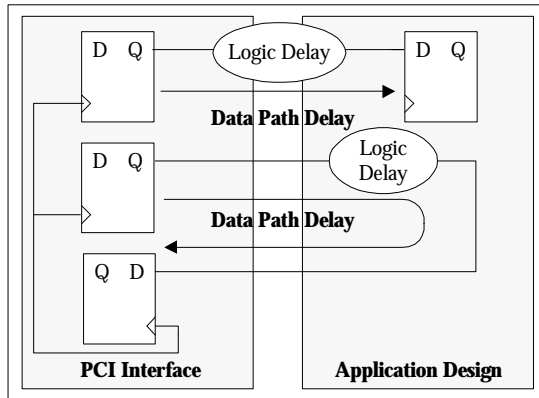 D Q
Logic Delay
D Q
Data Path Delay
D Q
Logic
Delay
Data Path Delay
Q D
PCI Interface
Application Design